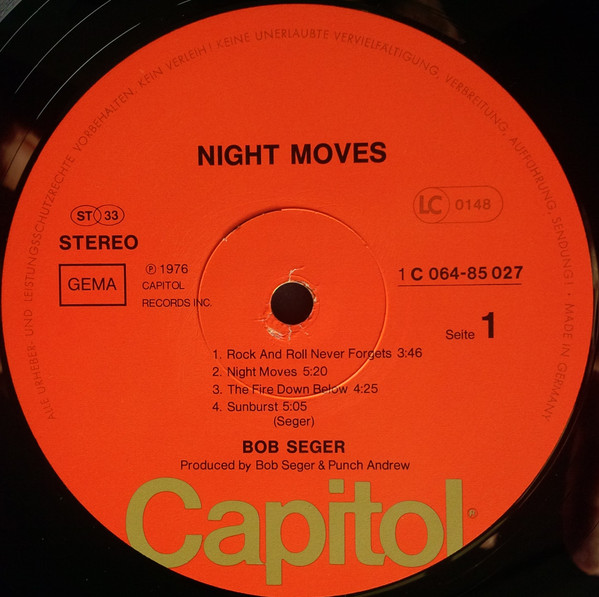 ALLE URHEBER- UND LEISTUNGSSCHUTZRECHTE VORBEHALTEN. KEIN VERLEIH! KEINE UNERLAUBTE VERVIELFÄLTIGUNG, VERBREITUNG, AUFFÜHRUNG, SENDUNG! · MADE IN GERMANY
NIGHT MOVES
ST 33
STEREO
LC 0148
GEMA
℗ 1976
CAPITOL
RECORDS INC.
1 C 064-85 027
Seite 1
1. Rock And Roll Never Forgets 3:46
2. Night Moves 5:20
3. The Fire Down Below 4:25
4. Sunburst 5:05
(Seger)
BOB SEGER
Produced by Bob Seger & Punch Andrew
Capitol®